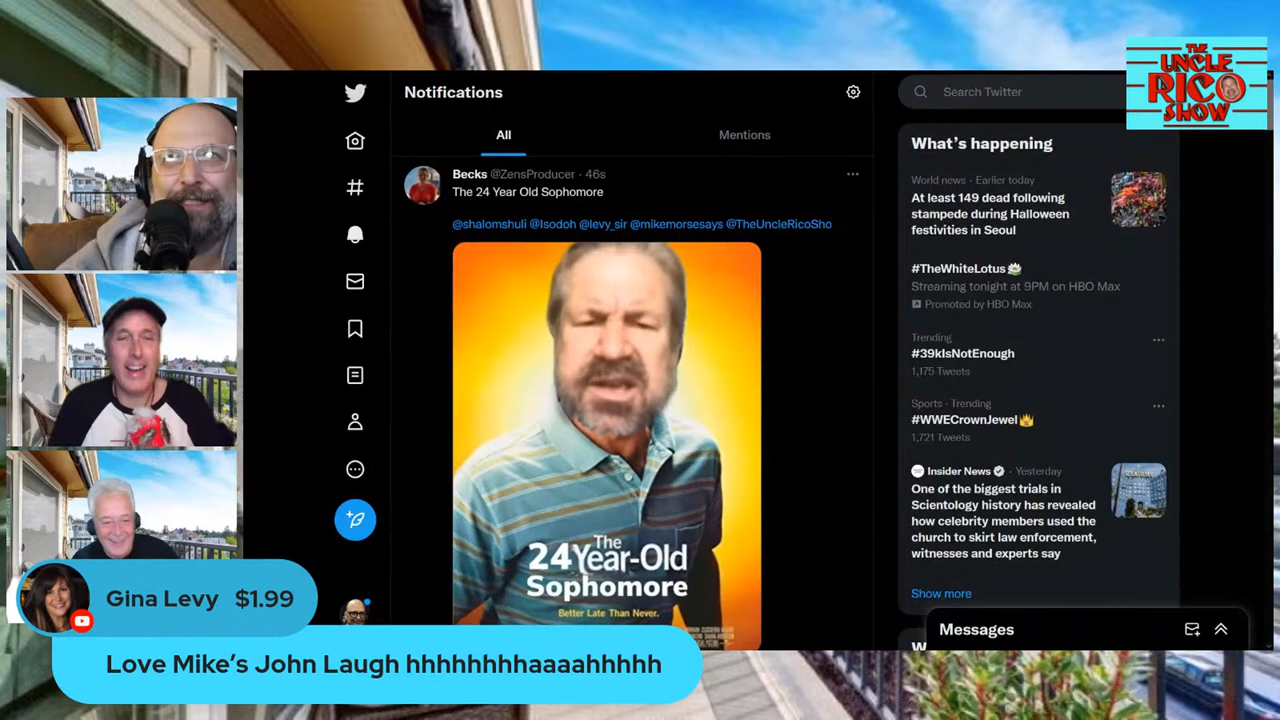 THE
UNCLE
RICO
SHOW
Notifications
Search Twitter
All
Mentions
What's happening
Becks @ZensProducer · 46s
The 24 Year Old Sophomore
@shalomshuli @Isodoh @levy_sir @mikemorsesays @TheUncleRicoSho
The
24Year-Old
Sophomore
Better Late Than Never.
World news · Earlier today
At least 149 dead following
stampede during Halloween
festivities in Seoul
#TheWhiteLotus
Streaming tonight at 9PM on HBO Max
Promoted by HBO Max
Trending
#39kIsNotEnough
1,175 Tweets
Sports · Trending
#WWECrownJewel
1,721 Tweets
Insider News · Yesterday
One of the biggest trials in
Scientology history has revealed
how celebrity members used the
church to skirt law enforcement,
witnesses and experts say
Show more
Messages
Gina Levy $1.99
Love Mike's John Laugh hhhhhhhhaaaahhhhh